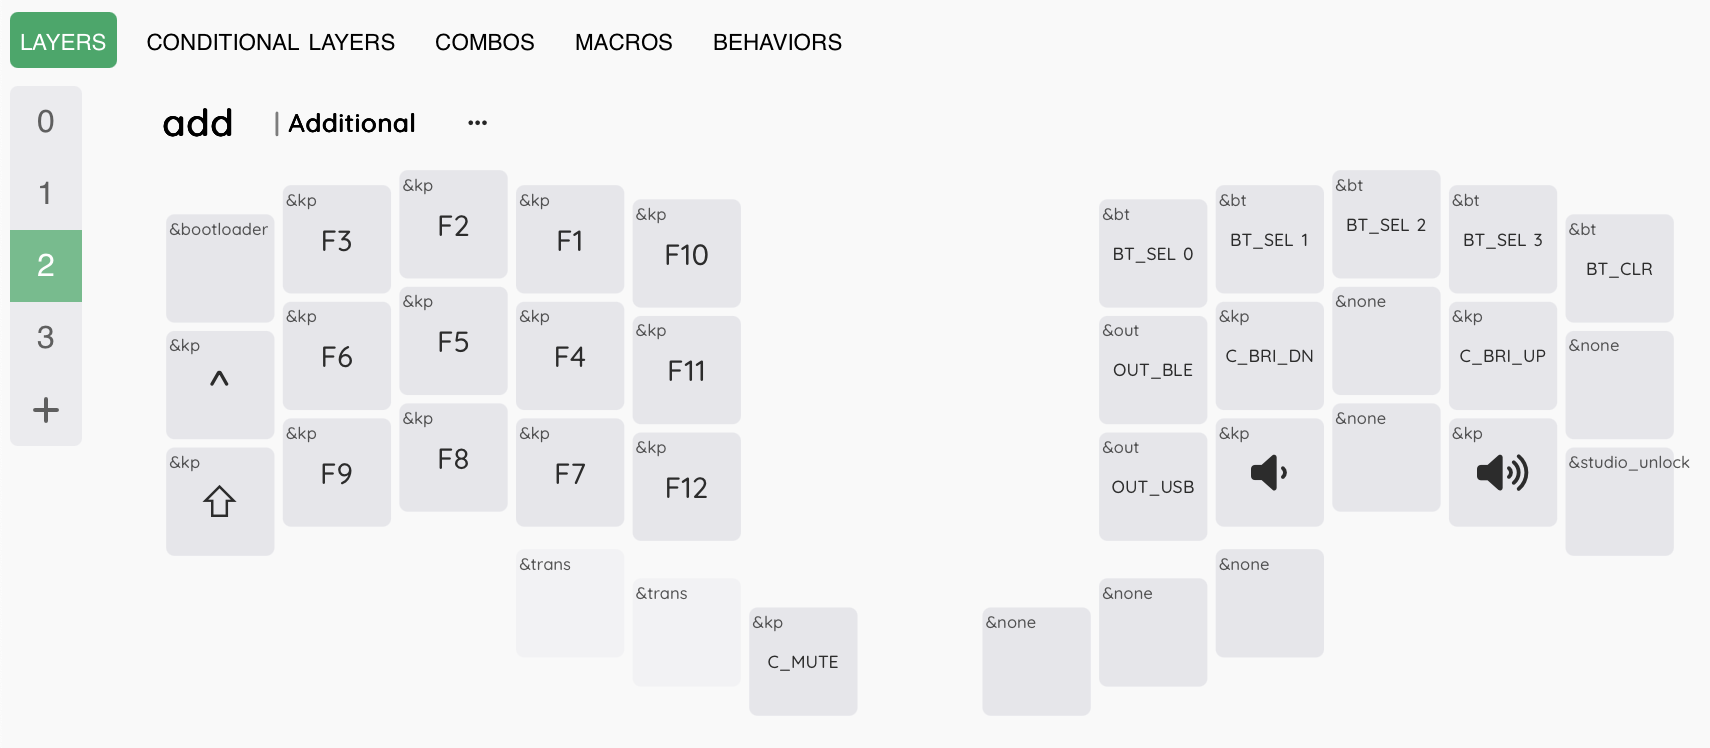 LAYERS CONDITIONAL LAYERS COMBOS MACROS BEHAVIORS
0
1
2
3
+
add | Additional ...
&bootloader
&kp
F3
&kp
F2
&kp
F1
&kp
F10
&bt
BT_SEL 0
&bt
BT_SEL 1
&bt
BT_SEL 2
&bt
BT_SEL 3
&bt
BT_CLR
&kp
^
&kp
F6
&kp
F5
&kp
F4
&kp
F11
&out
OUT_BLE
&kp
C_BRI_DN
&none
&kp
C_BRI_UP
&none
&kp
⇧
&kp
F9
&kp
F8
&kp
F7
&kp
F12
&out
OUT_USB
&kp
&none
&kp
&studio_unlock
&trans
&trans
&kp
C_MUTE
&none
&none
&none